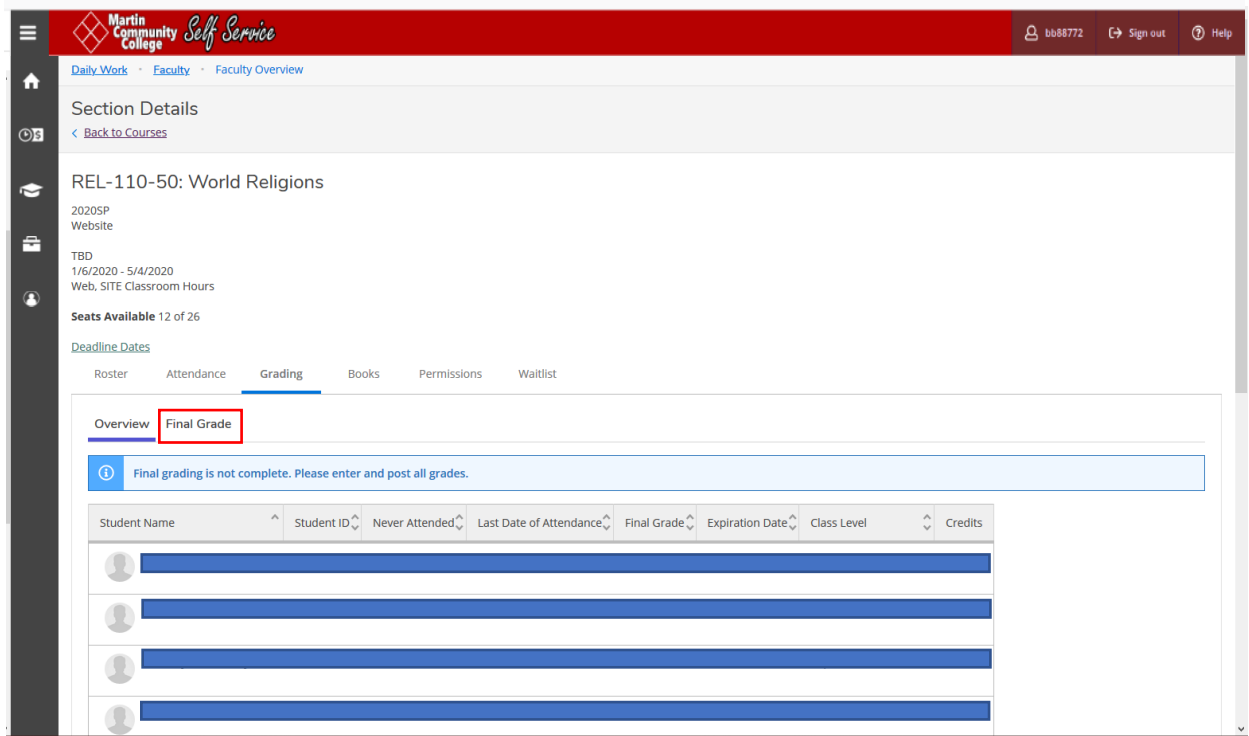 Martin
Community
College
Self Service
bb88772
Sign out
Help
Daily Work · Faculty · Faculty Overview
Section Details
< Back to Courses
REL-110-50: World Religions
2020SP
Website
TBD
1/6/2020 - 5/4/2020
Web, SITE Classroom Hours
Seats Available 12 of 26
Deadline Dates
Roster Attendance Grading Books Permissions Waitlist
Overview Final Grade
Final grading is not complete. Please enter and post all grades.
Student Name Student ID Never Attended Last Date of Attendance Final Grade Expiration Date Class Level Credits